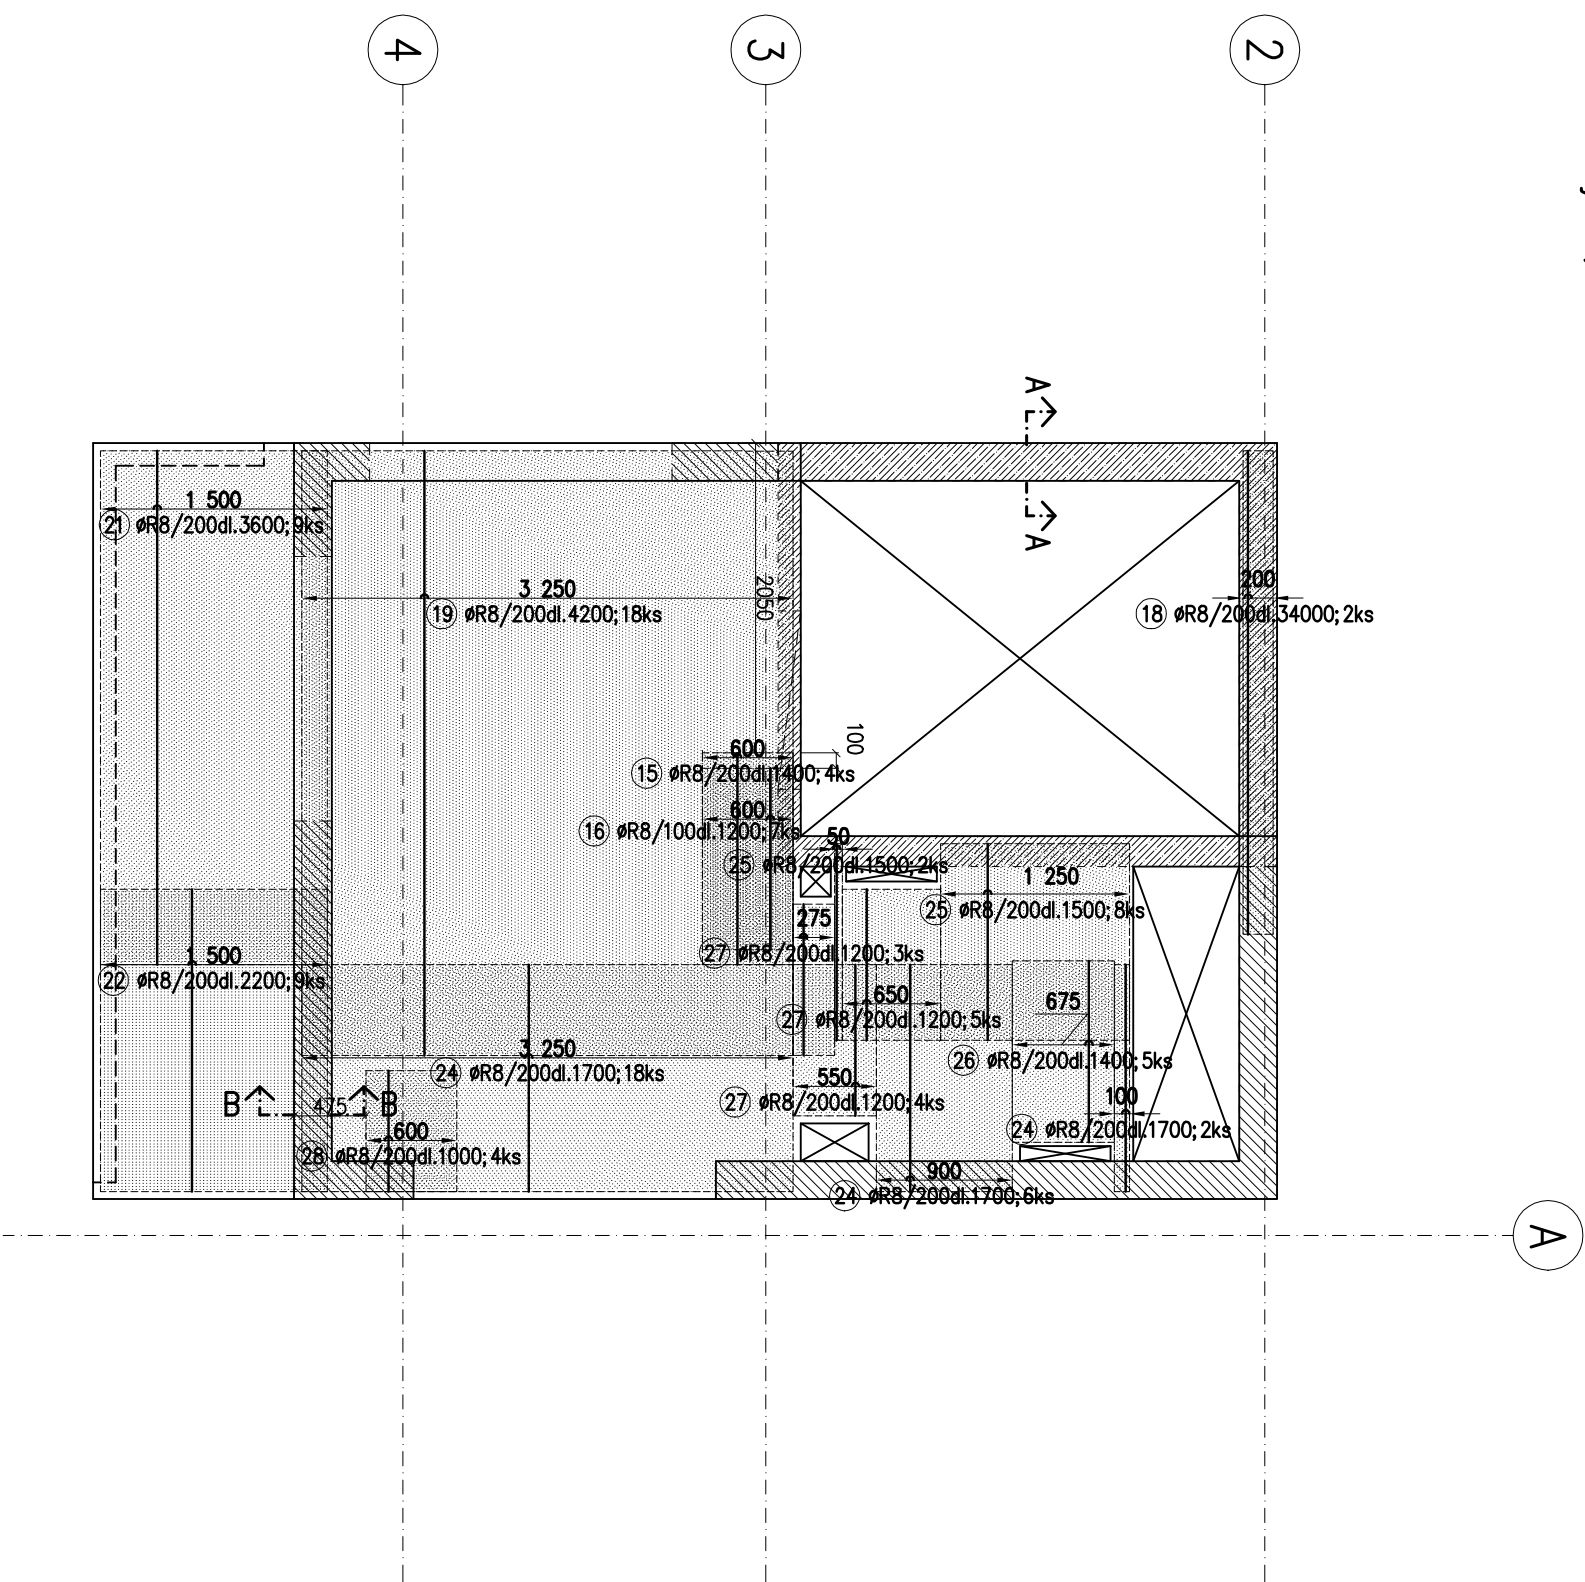 4
3
2
A
A
1 500
21 øR8/200dl.3600;9ks
3 250
19 øR8/200dl.4200;18ks
2050
200
18 øR8/200dl.34000;2ks
100
600
15 øR8/200dl.1400;4ks
600
16 øR8/100dl.1200;7ks
50
25 øR8/200dl.1500;2ks
1 250
25 øR8/200dl.1500;8ks
275
27 øR8/200dl.1200;3ks
1 500
22 øR8/200dl.2200;9ks
650
27 øR8/200dl.1200;5ks
675
26 øR8/200dl.1400;5ks
3 250
24 øR8/200dl.1700;18ks
550
27 øR8/200dl.1200;4ks
100
24 øR8/200dl.1700;2ks
B
475
B
600
28 øR8/200dl.1000;4ks
900
24 øR8/200dl.1700;6ks
A